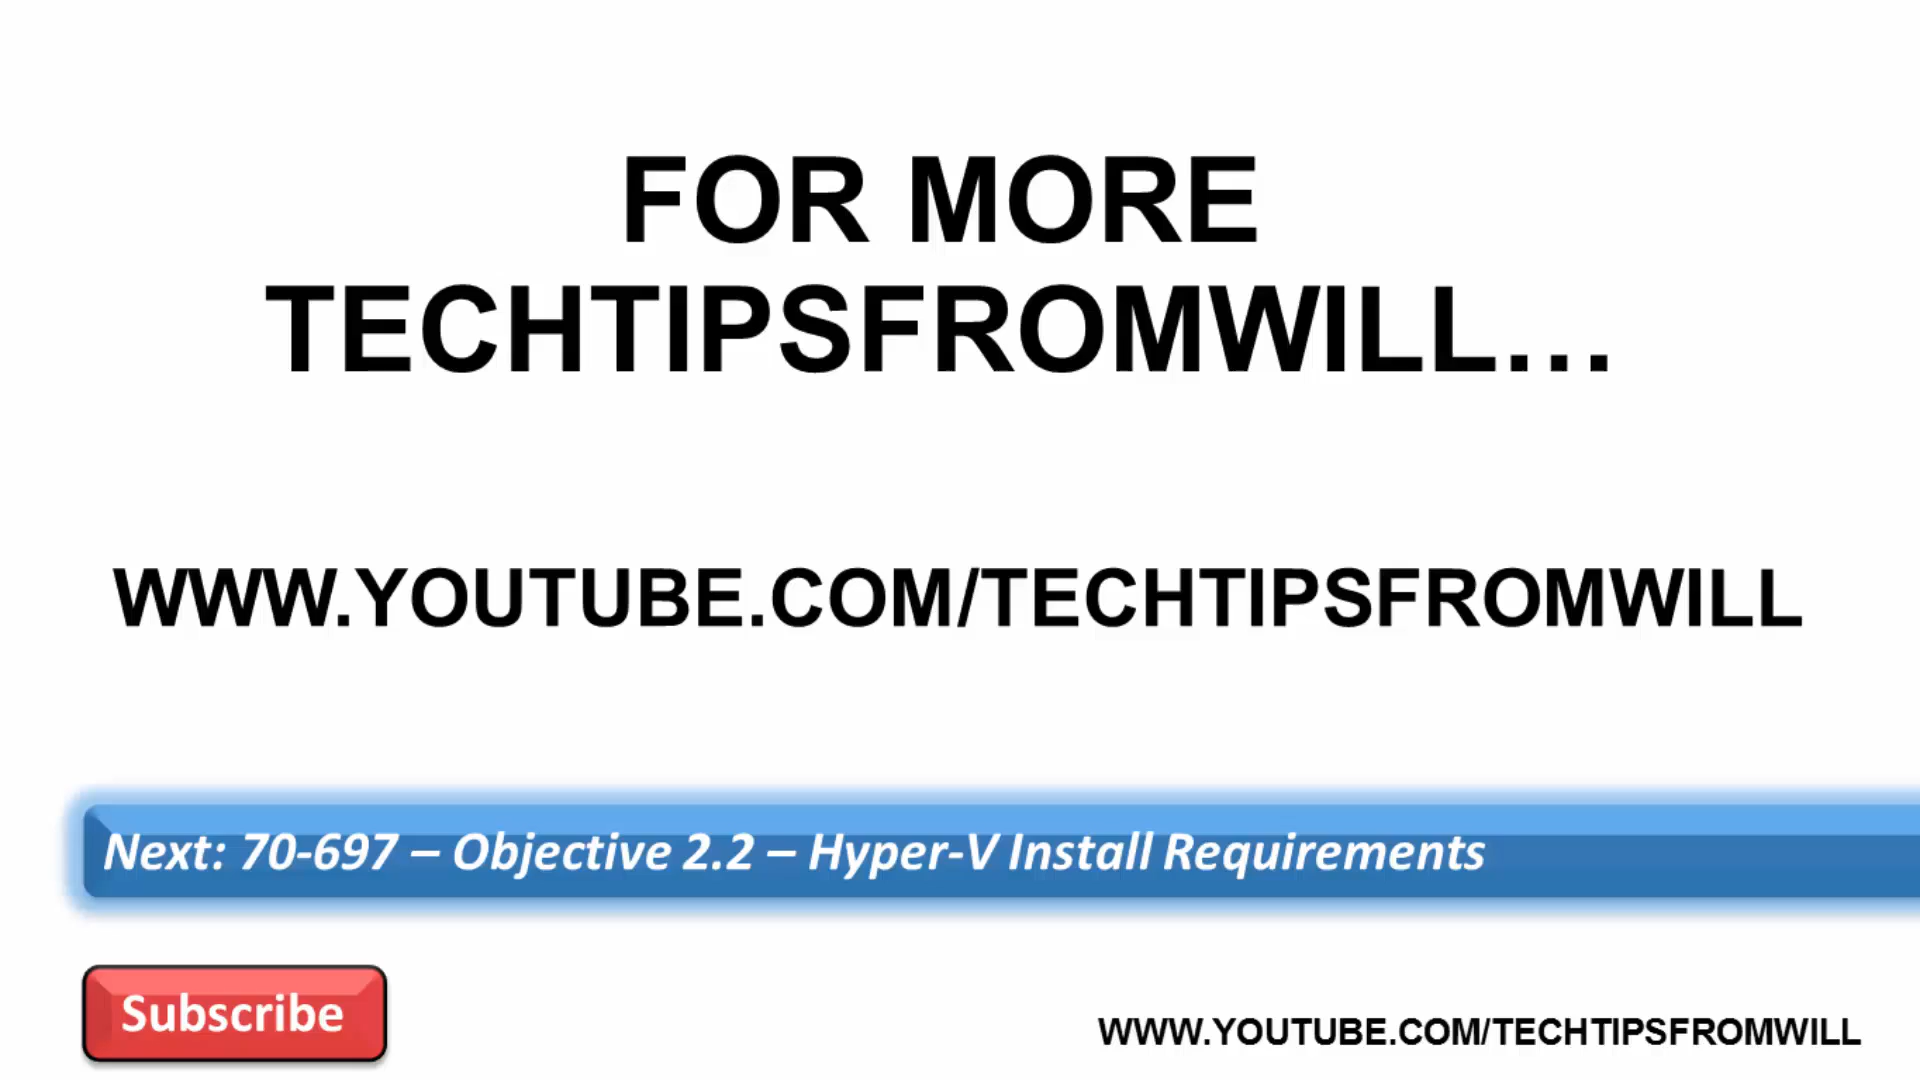 FOR MORE
TECHTIPSFROMWILL…
WWW.YOUTUBE.COM/TECHTIPSFROMWILL
Next: 70-697 – Objective 2.2 – Hyper-V Install Requirements
Subscribe
WWW.YOUTUBE.COM/TECHTIPSFROMWILL